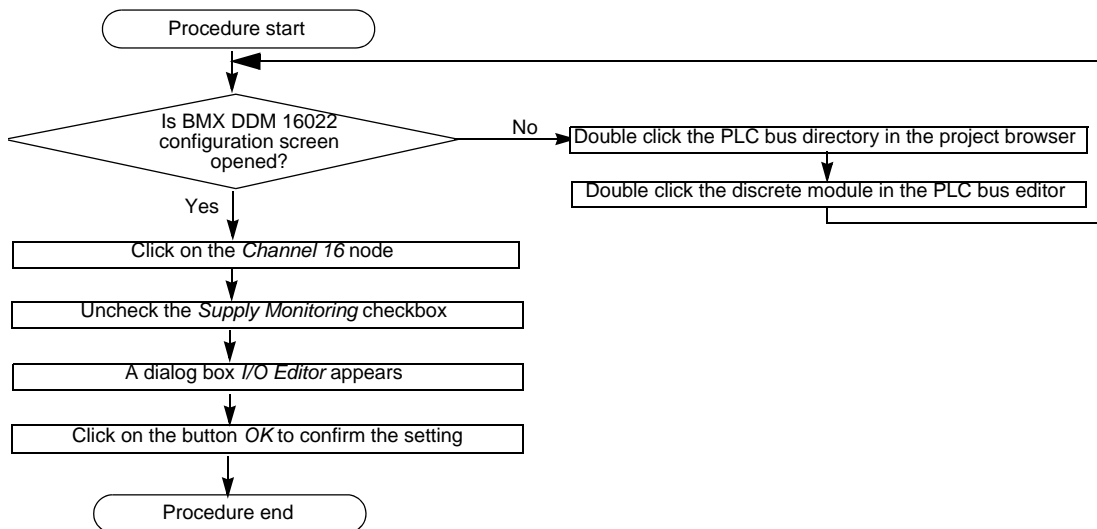 Procedure start
Is BMX DDM 16022
configuration screen
opened?
No
Double click the PLC bus directory in the project browser
Double click the discrete module in the PLC bus editor
Yes
Click on the Channel 16 node
Uncheck the Supply Monitoring checkbox
A dialog box I/O Editor appears
Click on the button OK to confirm the setting
Procedure end